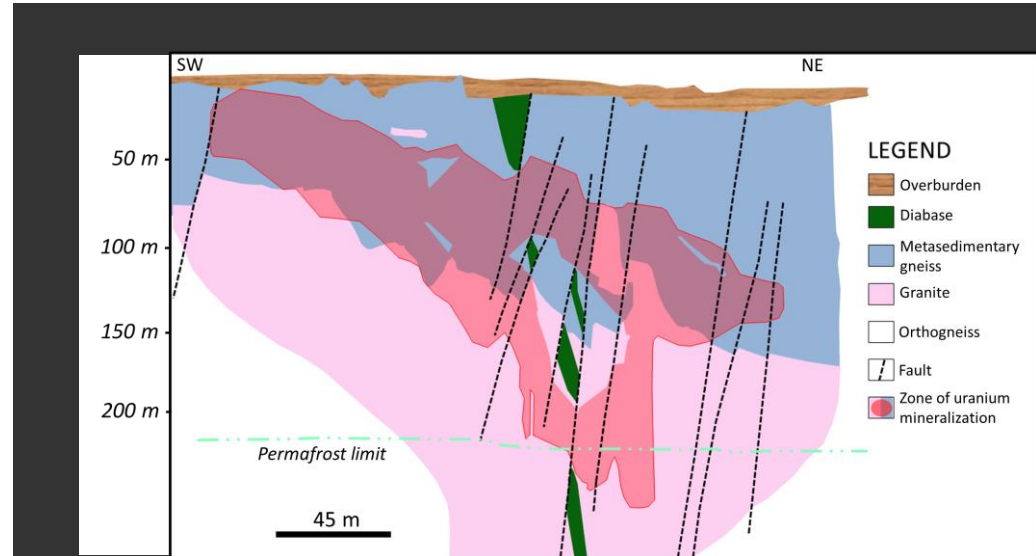 SW
NE
50 m
100 m
150 m
200 m
Permafrost limit
45 m
LEGEND
Overburden
Diabase
Metasedimentary
gneiss
Granite
Orthogneiss
Fault
Zone of uranium
mineralization